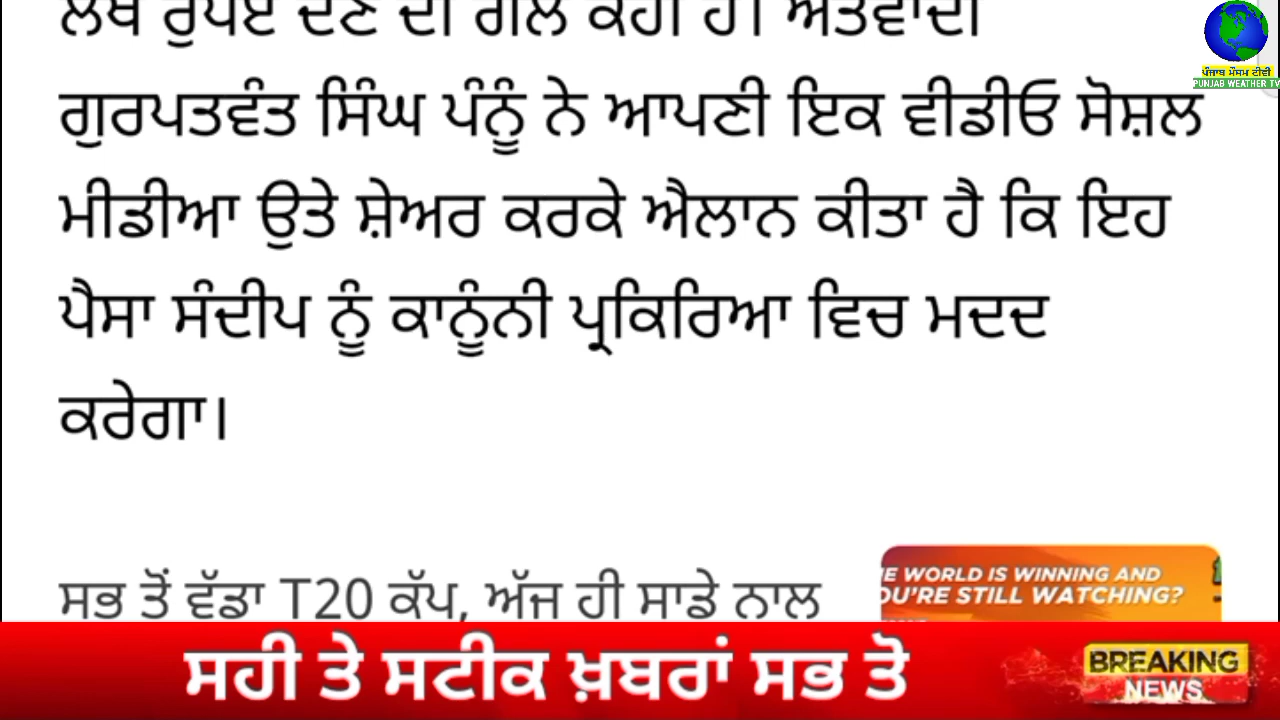 ਗੁਰਪਤਵੰਤ ਸਿੰਘ ਪੰਨੂੰ ਨੇ ਆਪਣੀ ਇਕ ਵੀਡੀਓ ਸੋਸ਼ਲ
ਮੀਡੀਆ ਉਤੇ ਸ਼ੇਅਰ ਕਰਕੇ ਐਲਾਨ ਕੀਤਾ ਹੈ ਕਿ ਇਹ
ਪੈਸਾ ਸੰਦੀਪ ਨੂੰ ਕਾਨੂੰਨੀ ਪ੍ਰਕਿਰਿਆ ਵਿਚ ਮਦਦ
ਕਰੇਗਾ।
ਸਭ ਤੋਂ ਵੱਡਾ T20 ਕੱਪ, ਅੱਜ ਹੀ ਸਾਡੇ ਨਾਲ
WORLD IS WINNING AND
OU'RE STILL WATCHING?
ਸਹੀ ਤੇ ਸਟੀਕ ਖ਼ਬਰਾਂ ਸਭ ਤੋ
BREAKING
NEWS
ਪੰਜਾਬ ਮੌਸਮ ਟੀਵੀ
PUNJAB WEATHER TV